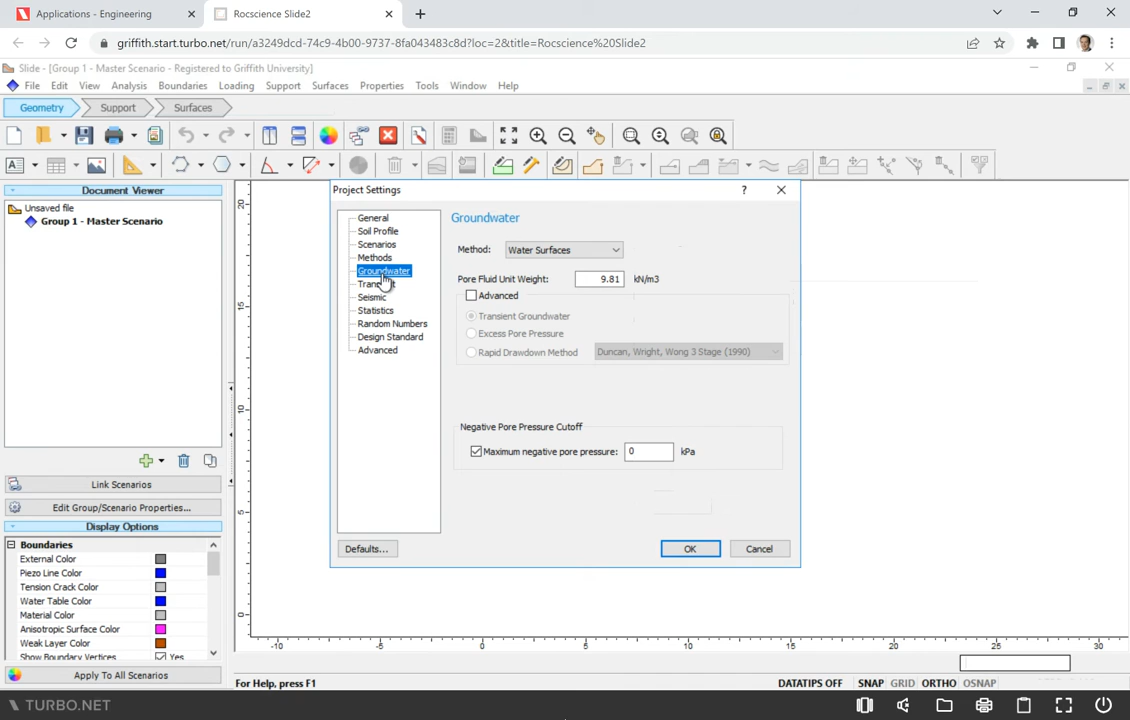 Applications - Engineering
Rocscience Slide2
griffith.start.turbo.net/run/a3249dcd-74c9-4b00-9737-8fa043483c8d?loc=2&title=Rocscience%20Slide2
Slide - [Group 1 - Master Scenario - Registered to Griffith University]
File Edit View Analysis Boundaries Loading Support Surfaces Properties Tools Window Help
Geometry Support Surfaces
Document Viewer
Unsaved file
Group 1 - Master Scenario
Link Scenarios
Edit Group/Scenario Properties...
Display Options
Boundaries
External Color
Piezo Line Color
Tension Crack Color
Water Table Color
Material Color
Anisotropic Surface Color
Weak Layer Color
Show Boundary Vertices Yes
Apply To All Scenarios
Project Settings
General
Soil Profile
Scenarios
Methods
Groundwater
Seismic
Statistics
Random Numbers
Design Standard
Advanced
Defaults...
Groundwater
Method: Water Surfaces
Pore Fluid Unit Weight: 9.81 kN/m3
Advanced
Transient Groundwater
Excess Pore Pressure
Rapid Drawdown Method Duncan, Wright, Wong 3 Stage (1990)
Negative Pore Pressure Cutoff
Maximum negative pore pressure: 0 kPa
OK Cancel
20
15
10
5
0
-10 -5 0 5 10 15 20 25 30
For Help, press F1
DATATIPS OFF SNAP GRID ORTHO OSNAP
TURBO.NET